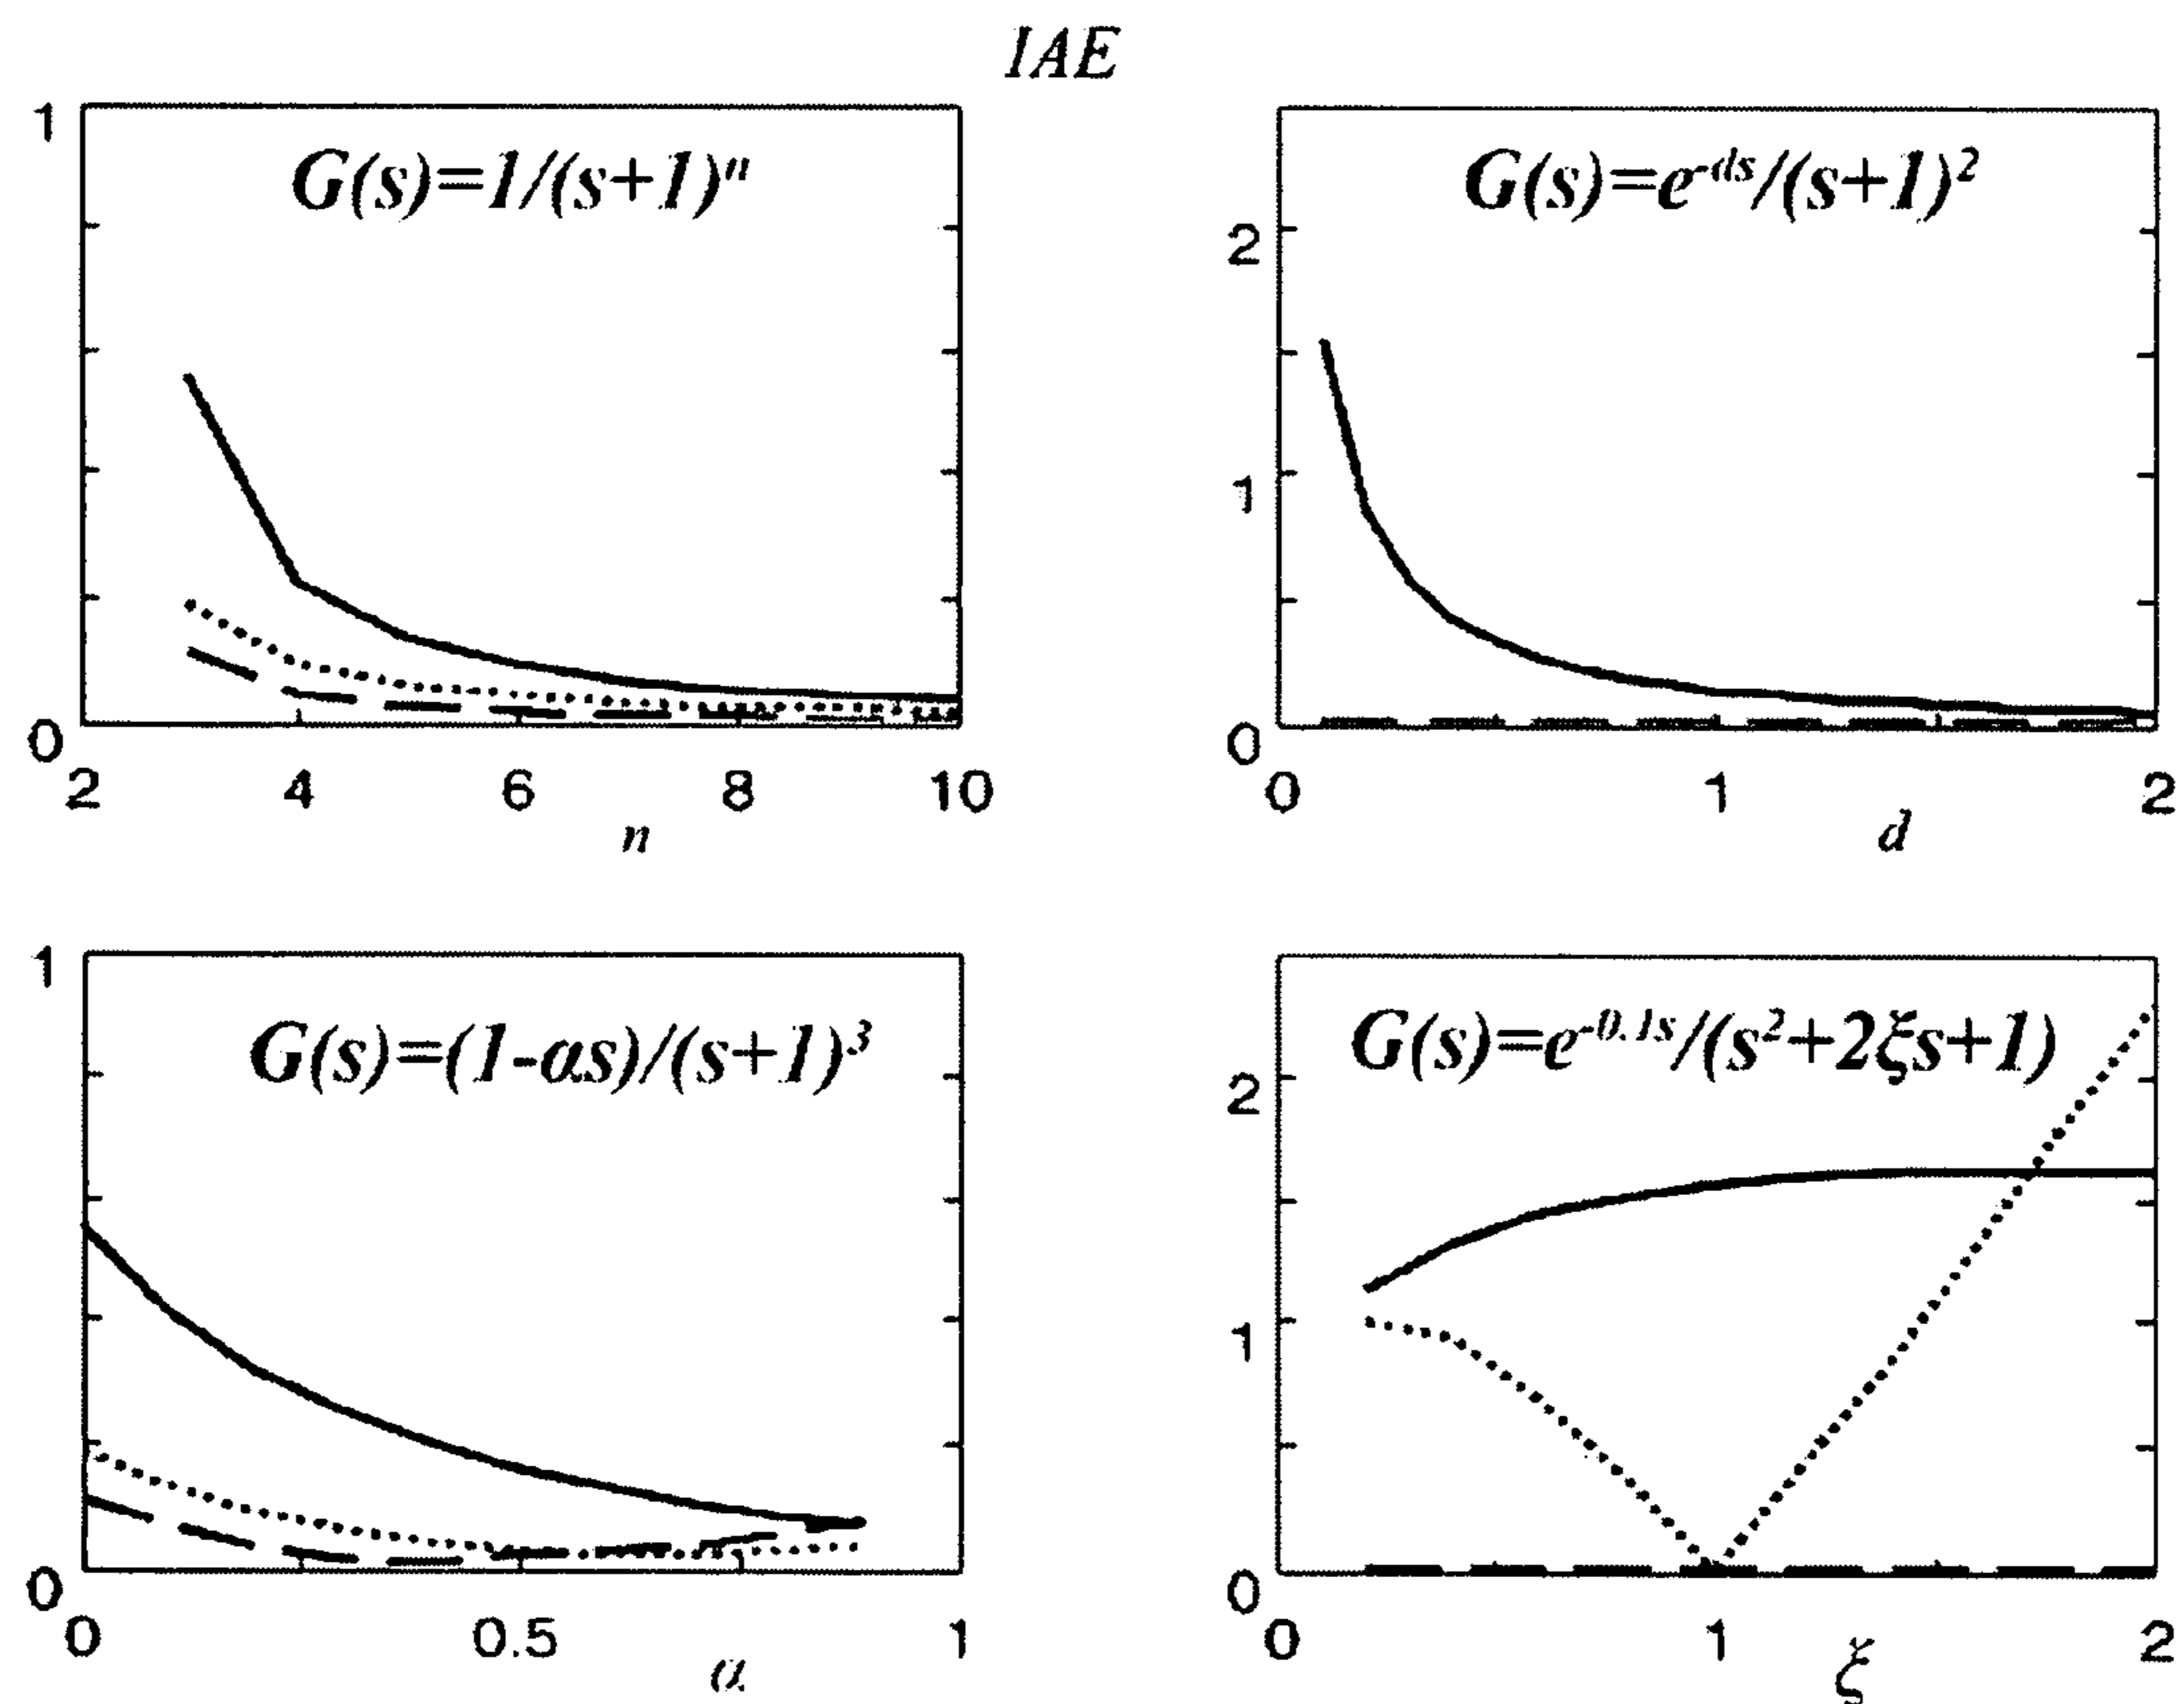 IAE
1
G(s)=1/(s+1)^n
0
2 4 6 8 10
n
G(s)=e^-ds/(s+1)^2
2
1
0
0 1 2
d
1
G(s)=(1-αs)/(s+1)^3
0
0 0.5 1
α
G(s)=e^-0.1s/(s^2+2ξs+1)
2
1
0
0 1 2
ξ